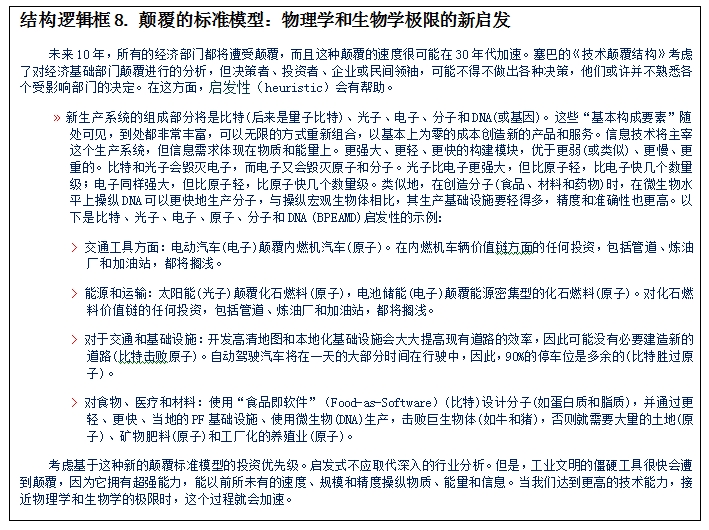 结构逻辑框 8. 颠覆的标准模型：物理学和生物学极限的新启发
未来10年，所有的经济部门都将遭受颠覆，而且这种颠覆的速度很可能在30年代加速。塞巴的《技术颠覆结构》考虑
了对经济基础部门颠覆进行的分析，但决策者、投资者、企业或民间领袖，可能不得不做出各种决策，他们或许并不熟悉各
个受影响部门的决定。在这方面，启发性（heuristic）会有帮助。
» 新生产系统的组成部分将是比特(后来是量子比特)、光子、电子、分子和DNA(或基因)。这些“基本构成要素”随
处可见，到处都非常丰富，可以无限的方式重新组合，以基本上为零的成本创造新的产品和服务。信息技术将主宰
这个生产系统，但信息需求体现在物质和能量上。更强大、更轻、更快的构建模块，优于更弱(或类似)、更慢、更
重的。比特和光子会毁灭电子，而电子又会毁灭原子和分子。光子比电子更强大，但比原子轻，比电子快几个数量
级；电子同样强大，但比原子轻，比原子快几个数量级。类似地，在创造分子(食品、材料和药物)时，在微生物水
平上操纵DNA可以更快地生产分子，与操纵宏观生物体相比，其生产基础设施要轻得多，精度和准确性也更高。以
下是比特、光子、电子、原子、分子和DNA (BPEAMD)启发性的示例：
> 交通工具方面：电动汽车(电子)颠覆内燃机汽车(原子)。在内燃机车辆价值链方面的任何投资，包括管道、炼油
厂和加油站，都将搁浅。
> 能源和运输：太阳能(光子)颠覆化石燃料(原子)，电池储能(电子)颠覆能源密集型的化石燃料(原子)。对化石燃
料价值链的任何投资，包括管道、炼油厂和加油站，都将搁浅。
> 对于交通和基础设施：开发高清地图和本地化基础设施会大大提高现有道路的效率，因此可能没有必要建造新的
道路(比特击败原子)。自动驾驶汽车将在一天的大部分时间在行驶中，因此，90%的停车位是多余的(比特胜过原
子)。
> 对食物、医疗和材料：使用“食品即软件”（Food-as-Software）(比特)设计分子(如蛋白质和脂质)，并通过更
轻、更快、当地的PF基础设施、使用微生物(DNA)生产，击败巨生物体(如牛和猪)，否则就需要大量的土地(原
子)、矿物肥料(原子)和工厂化的养殖业(原子)。
考虑基于这种新的颠覆标准模型的投资优先级。启发式不应取代深入的行业分析。但是，工业文明的僵硬工具很快会遭
到颠覆，因为它拥有超强能力，能以前所未有的速度、规模和精度操纵物质、能量和信息。当我们达到更高的技术能力，接
近物理学和生物学的极限时，这个过程就会加速。